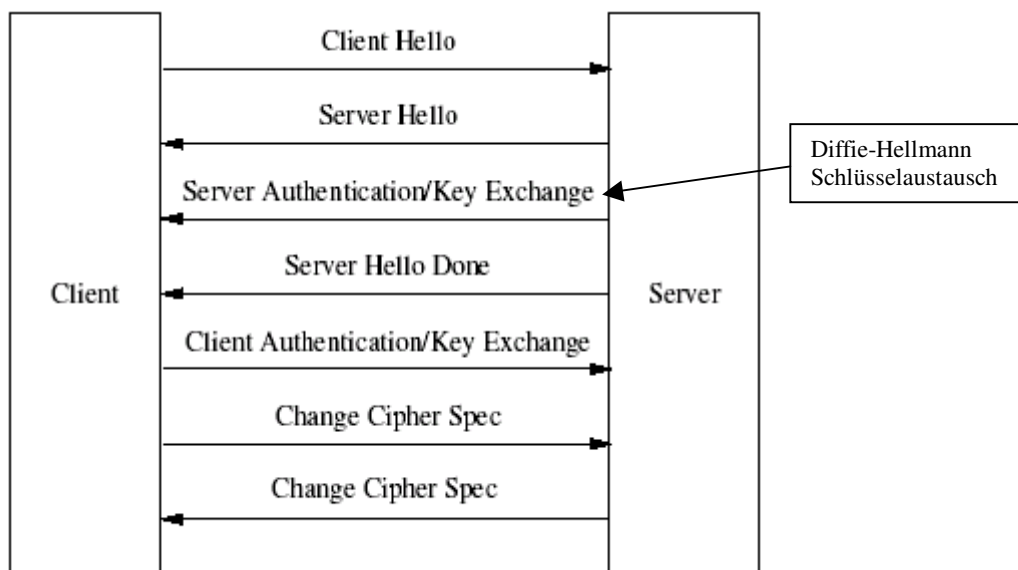 Client Hello
Server Hello
Diffie-Hellmann
Schlüsselaustausch
Server Authentication/Key Exchange
Server Hello Done
Client
Server
Client Authentication/Key Exchange
Change Cipher Spec
Change Cipher Spec